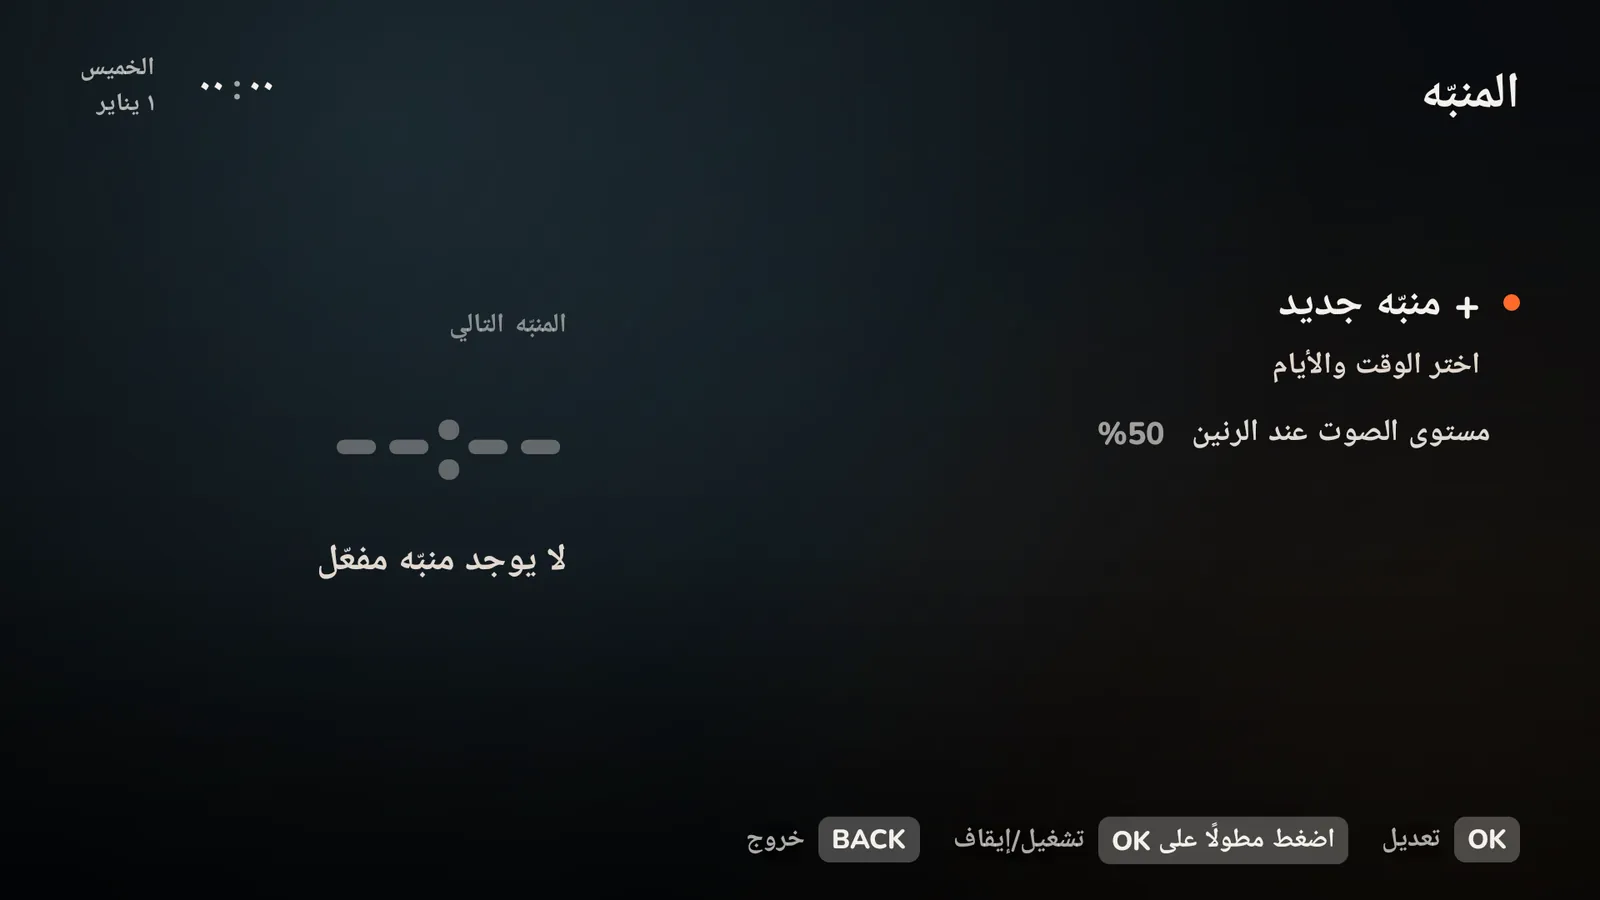 المنبّه
٠٠:٠٠
الخميس
١ يناير
+ منبّه جديد
اختر الوقت والأيام
مستوى الصوت عند الرنين 50%
المنبّه التالي
--:--
لا يوجد منبّه مفعّل
OK تعديل
اضغط مطولًا على OK تشغيل/إيقاف
BACK خروج